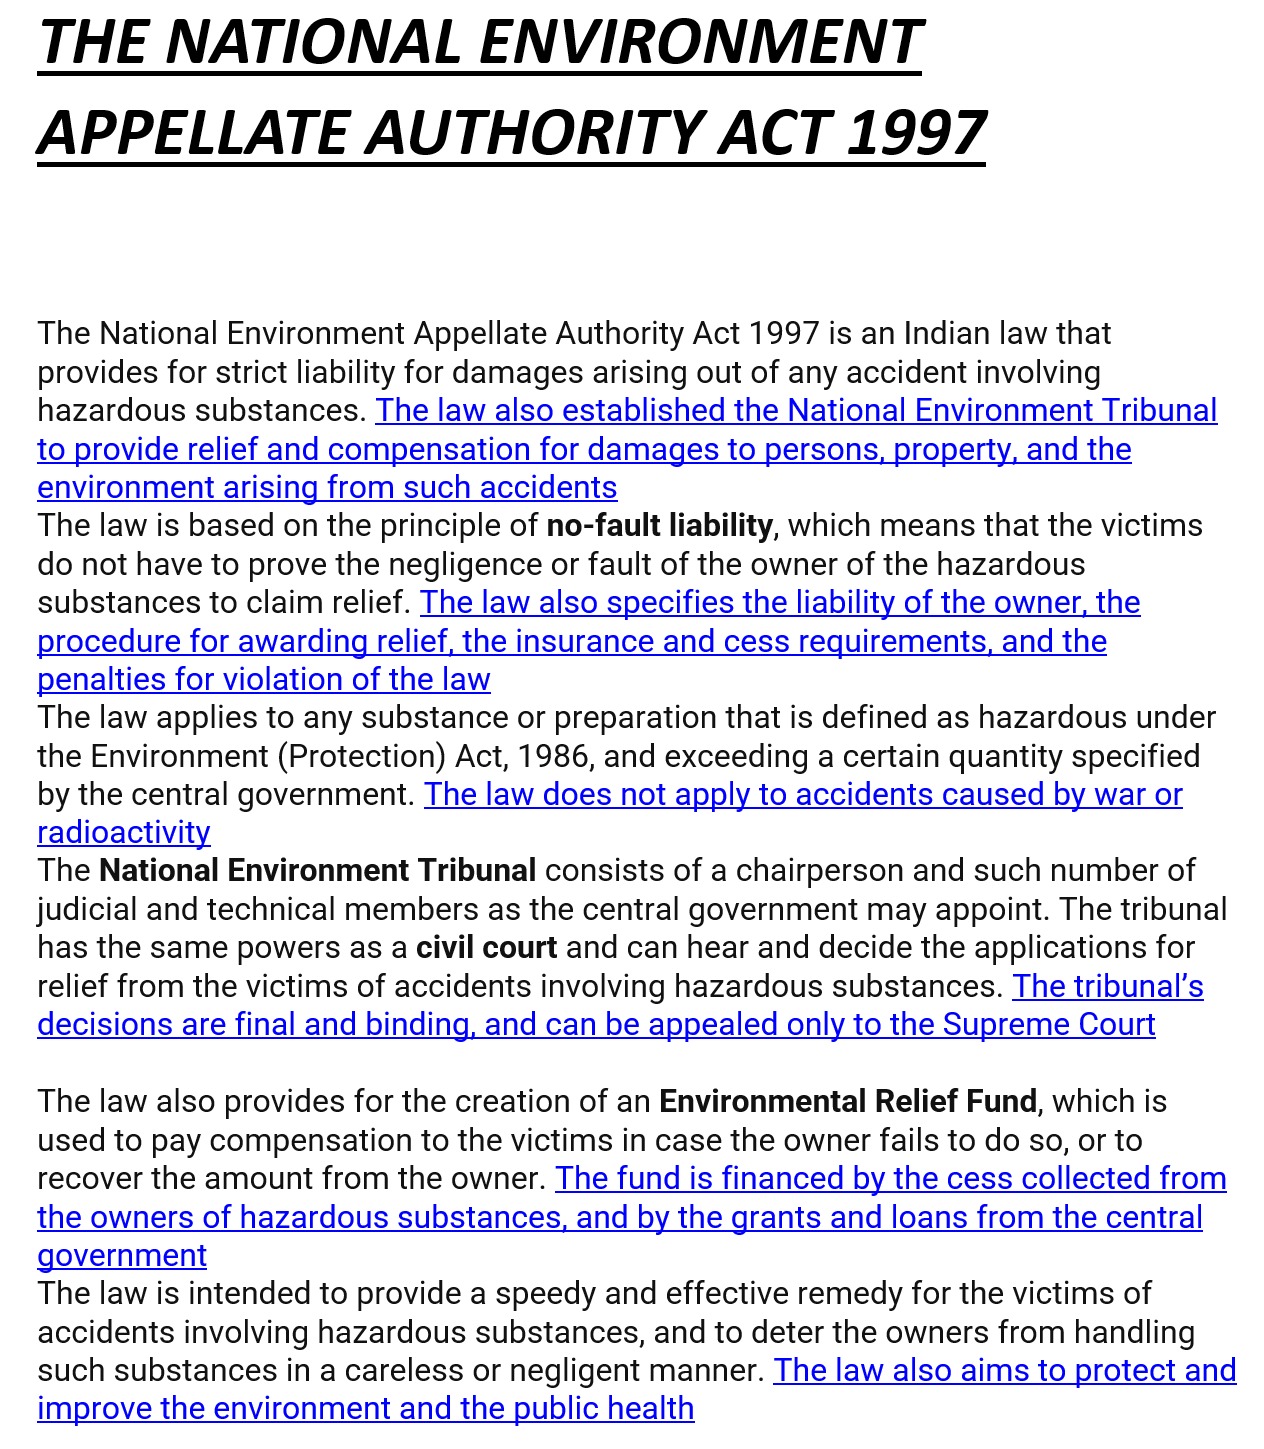 THE NATIONAL ENVIRONMENT
APPELLATE AUTHORITY ACT 1997
The National Environment Appellate Authority Act 1997 is an Indian law that
provides for strict liability for damages arising out of any accident involving
hazardous substances. The law also established the National Environment Tribunal
to provide relief and compensation for damages to persons, property, and the
environment arising from such accidents
The law is based on the principle of no-fault liability, which means that the victims
do not have to prove the negligence or fault of the owner of the hazardous
substances to claim relief. The law also specifies the liability of the owner, the
procedure for awarding relief, the insurance and cess requirements, and the
penalties for violation of the law
The law applies to any substance or preparation that is defined as hazardous under
the Environment (Protection) Act, 1986, and exceeding a certain quantity specified
by the central government. The law does not apply to accidents caused by war or
radioactivity
The National Environment Tribunal consists of a chairperson and such number of
judicial and technical members as the central government may appoint. The tribunal
has the same powers as a civil court and can hear and decide the applications for
relief from the victims of accidents involving hazardous substances. The tribunal’s
decisions are final and binding, and can be appealed only to the Supreme Court
The law also provides for the creation of an Environmental Relief Fund, which is
used to pay compensation to the victims in case the owner fails to do so, or to
recover the amount from the owner. The fund is financed by the cess collected from
the owners of hazardous substances, and by the grants and loans from the central
government
The law is intended to provide a speedy and effective remedy for the victims of
accidents involving hazardous substances, and to deter the owners from handling
such substances in a careless or negligent manner. The law also aims to protect and
improve the environment and the public health